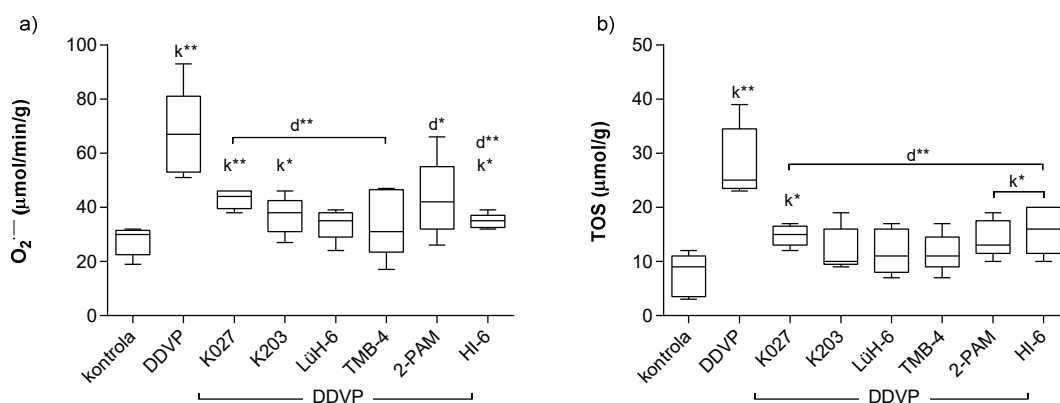 a)
O₂·− (μmol/min/g)
100
80
60
40
20
0
k**
d**
k**
k*
d*
d**
k*
kontrola
DDVP
K027
K203
LüH-6
TMB-4
2-PAM
HI-6
DDVP
b)
TOS (μmol/g)
50
40
30
20
10
0
k**
d**
k*
k*
kontrola
DDVP
K027
K203
LüH-6
TMB-4
2-PAM
HI-6
DDVP